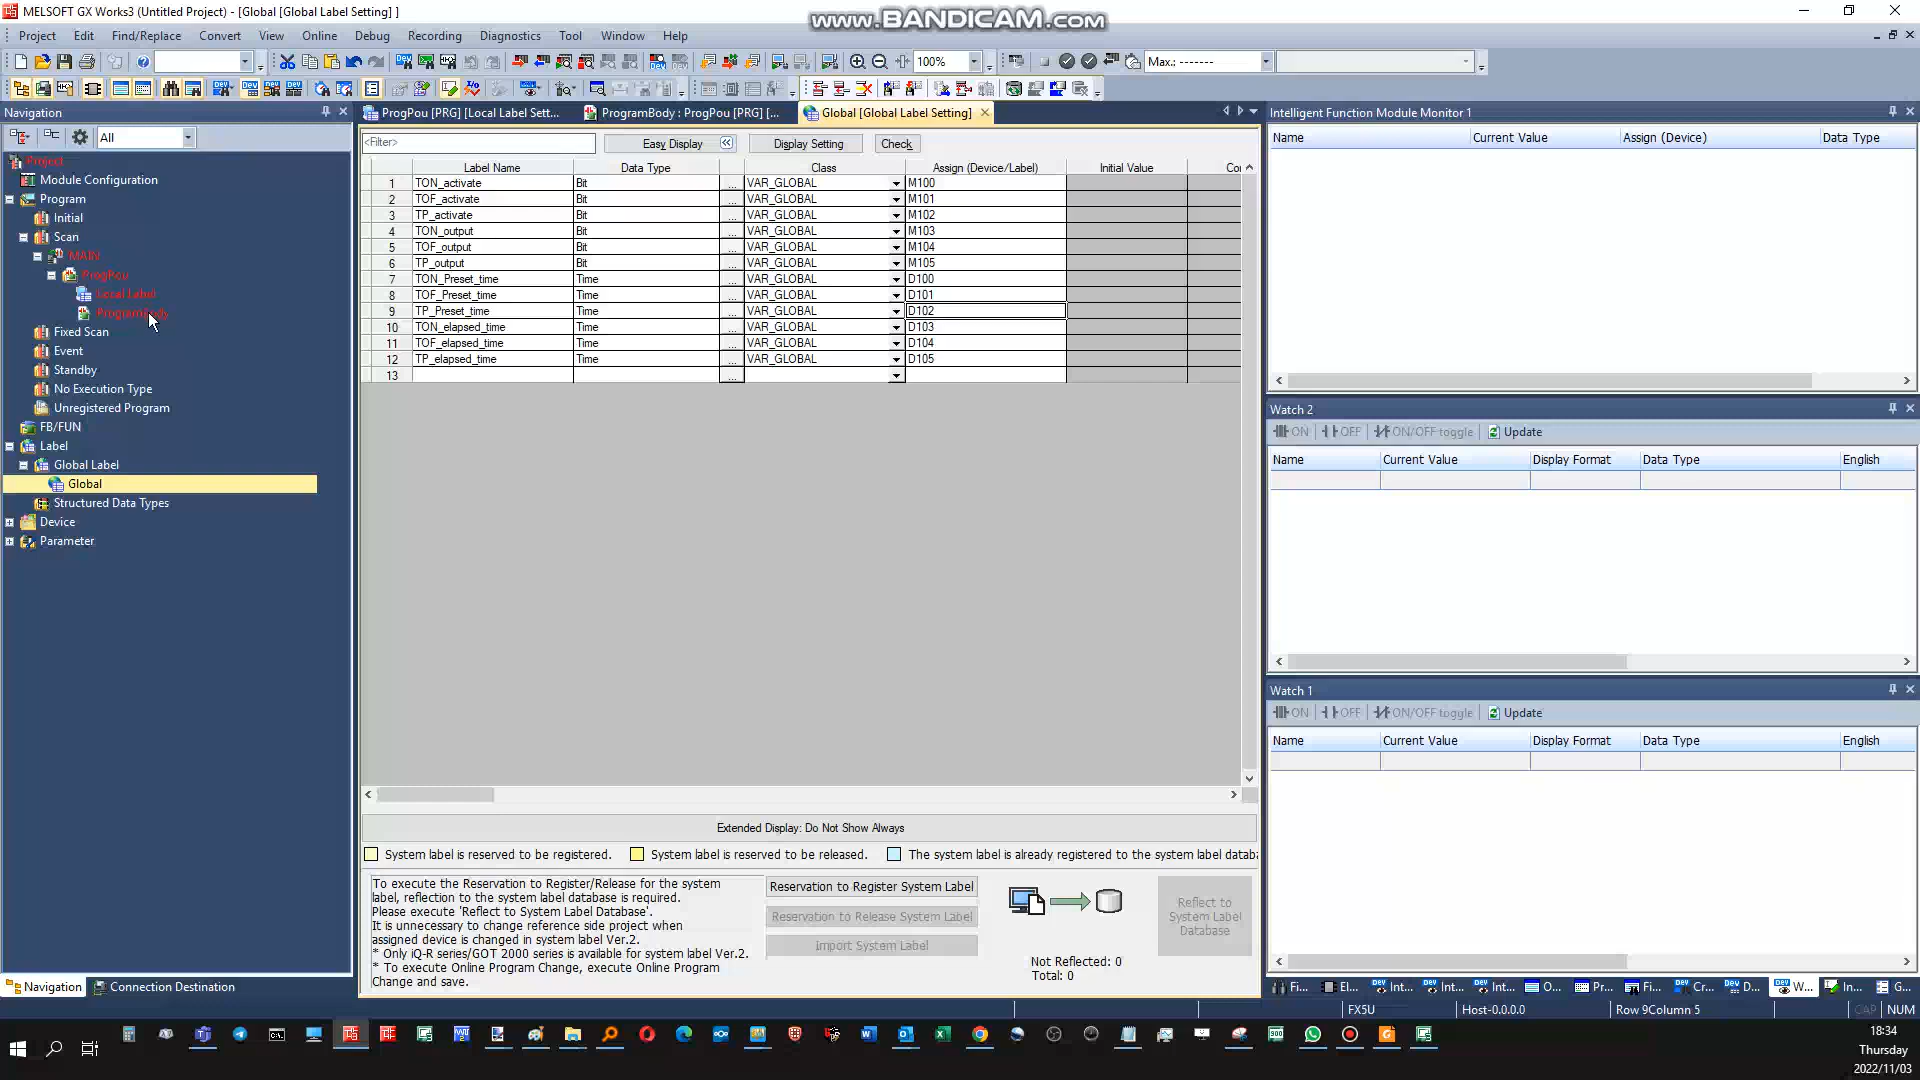 MELSOFT GX Works3 (Untitled Project) - [Global [Global Label Setting] ]
www.BANDICAM.com
Project Edit Find/Replace Convert View Online Debug Recording Diagnostics Tool Window Help
100%
Max.: -------
Navigation
All
Project
Module Configuration
Program
Initial
Scan
MAIN
ProgPou
Local Label
ProgramBody
Fixed Scan
Event
Standby
No Execution Type
Unregistered Program
FB/FUN
Label
Global Label
Global
Structured Data Types
Device
Parameter
Navigation Connection Destination
ProgPou [PRG] [Local Label Sett... ProgramBody : ProgPou [PRG] [... Global [Global Label Setting]
<Filter> Easy Display Display Setting Check
Label Name Data Type Class Assign (Device/Label) Initial Value Co
1 TON_activate Bit ... VAR_GLOBAL M100
2 TOF_activate Bit ... VAR_GLOBAL M101
3 TP_activate Bit ... VAR_GLOBAL M102
4 TON_output Bit ... VAR_GLOBAL M103
5 TOF_output Bit ... VAR_GLOBAL M104
6 TP_output Bit ... VAR_GLOBAL M105
7 TON_Preset_time Time ... VAR_GLOBAL D100
8 TOF_Preset_time Time ... VAR_GLOBAL D101
9 TP_Preset_time Time ... VAR_GLOBAL D102
10 TON_elapsed_time Time ... VAR_GLOBAL D103
11 TOF_elapsed_time Time ... VAR_GLOBAL D104
12 TP_elapsed_time Time ... VAR_GLOBAL D105
13 ...
Extended Display: Do Not Show Always
System label is reserved to be registered. System label is reserved to be released. The system label is already registered to the system label databa
To execute the Reservation to Register/Release for the system
label, reflection to the system label database is required.
Please execute 'Reflect to System Label Database'.
It is unnecessary to change reference side project when
assigned device is changed in system label Ver.2.
* Only iQ-R series/GOT 2000 series is available for system label Ver.2.
* To execute Online Program Change, execute Online Program
Change and save.
Reservation to Register System Label
Reservation to Release System Label
Import System Label
Not Reflected: 0
Total: 0
Reflect to
System Label
Database
Intelligent Function Module Monitor 1
Name Current Value Assign (Device) Data Type
Watch 2
ON OFF ON/OFF toggle Update
Name Current Value Display Format Data Type English
Watch 1
ON OFF ON/OFF toggle Update
Name Current Value Display Format Data Type English
Fi... El... Int... Int... Int... O... Pr... Fi... Cr... D... W... In... G...
FX5U Host-0.0.0.0 Row 9Column 5 CAP NUM
18:34
Thursday
2022/11/03